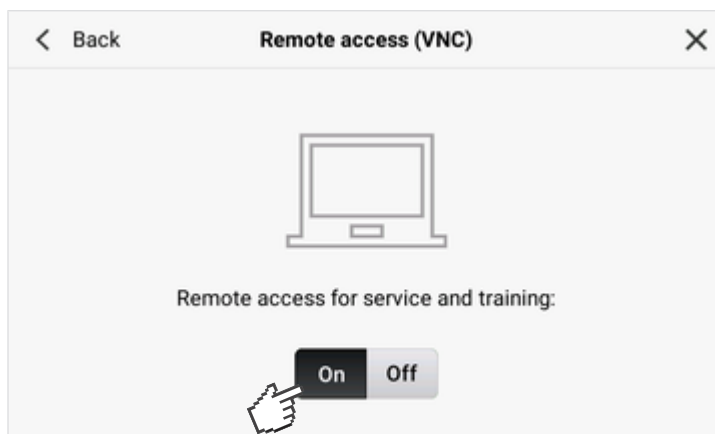 Back Remote access (VNC)
Remote access for service and training:
On Off